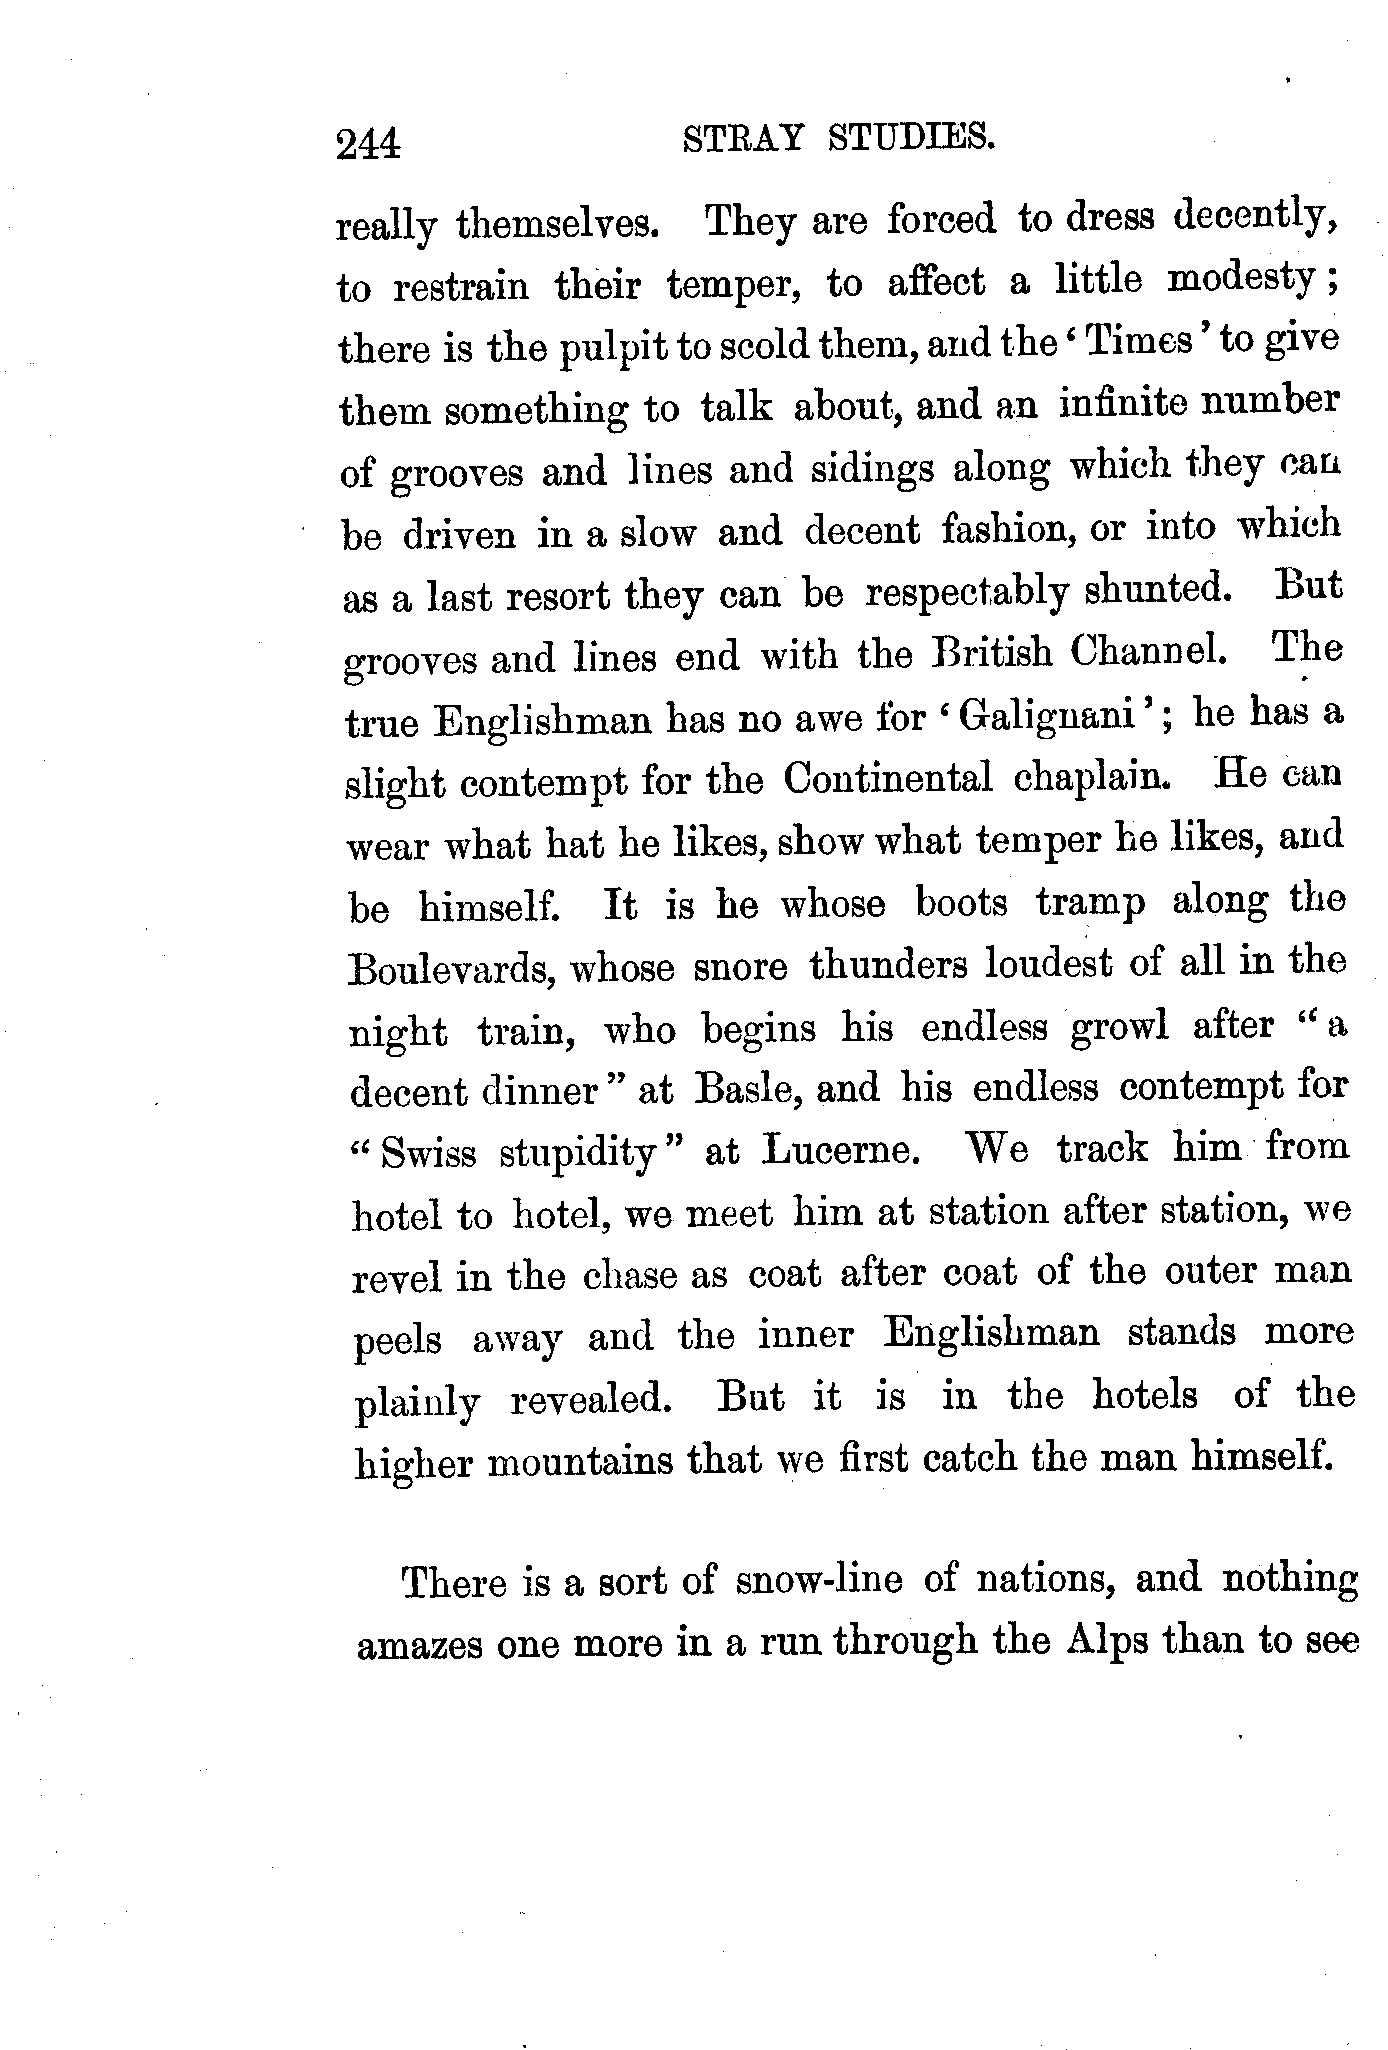 244 STRAY STUDIES.
really themselves. They are forced to dress decently,
to restrain their temper, to affect a little modesty ;
there is the pulpit to scold them, and the ‘ Times ’ to give
them something to talk about, and an infinite number
of grooves and lines and sidings along which they can
be driven in a slow and decent fashion, or into which
as a last resort they can be respectably shunted. But
grooves and lines end with the British Channel. The
true Englishman has no awe for ‘ Galignani ’ ; he has a
slight contempt for the Continental chaplain. He can
wear what hat he likes, show what temper he likes, and
be himself. It is he whose boots tramp along the
Boulevards, whose snore thunders loudest of all in the
night train, who begins his endless growl after “ a
decent dinner ” at Basle, and his endless contempt for
“ Swiss stupidity ” at Lucerne. We track him from
hotel to hotel, we meet him at station after station, we
revel in the chase as coat after coat of the outer man
peels away and the inner Englishman stands more
plainly revealed. But it is in the hotels of the
higher mountains that we first catch the man himself.
There is a sort of snow-line of nations, and nothing
amazes one more in a run through the Alps than to see